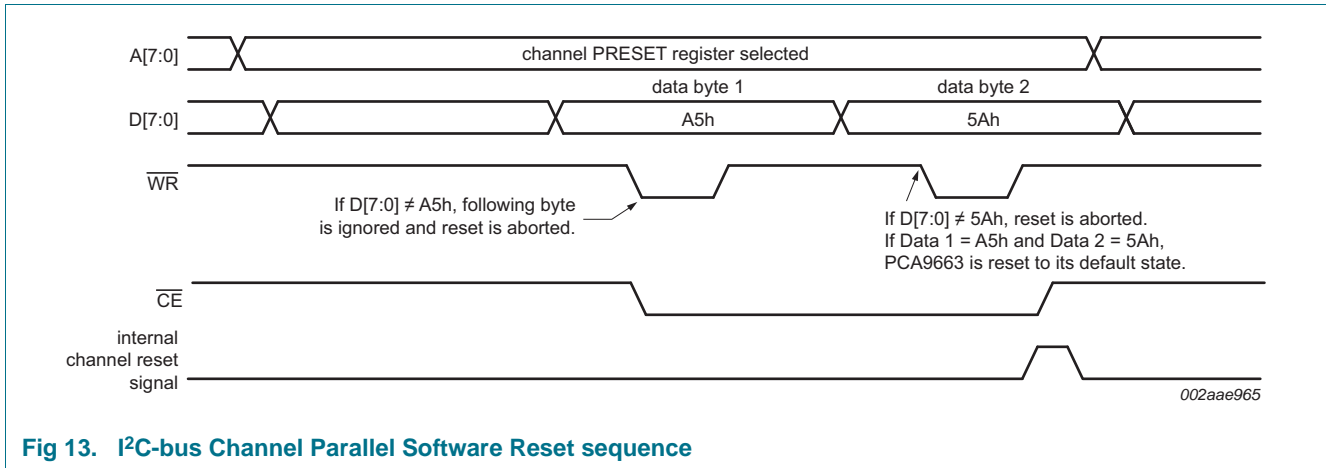 A[7:0]
channel PRESET register selected
data byte 1
data byte 2
D[7:0]
A5h
5Ah
WR
If D[7:0] ≠ A5h, following byte
is ignored and reset is aborted.
If D[7:0] ≠ 5Ah, reset is aborted.
If Data 1 = A5h and Data 2 = 5Ah,
PCA9663 is reset to its default state.
CE
internal
channel reset
signal
002aae965
Fig 13. I²C-bus Channel Parallel Software Reset sequence